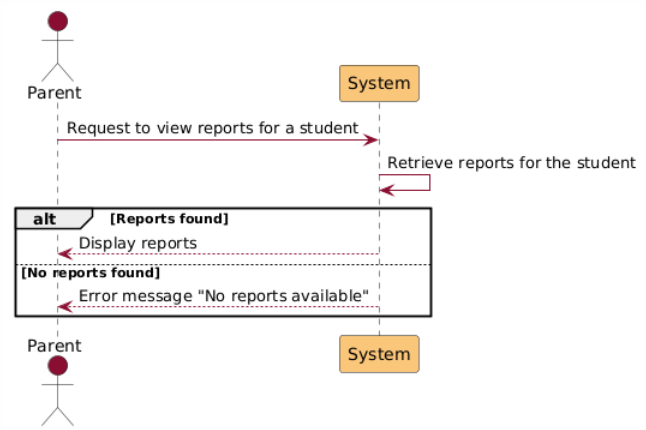 Parent
System
Request to view reports for a student
Retrieve reports for the student
alt [Reports found]
Display reports
[No reports found]
Error message "No reports available"
Parent
System